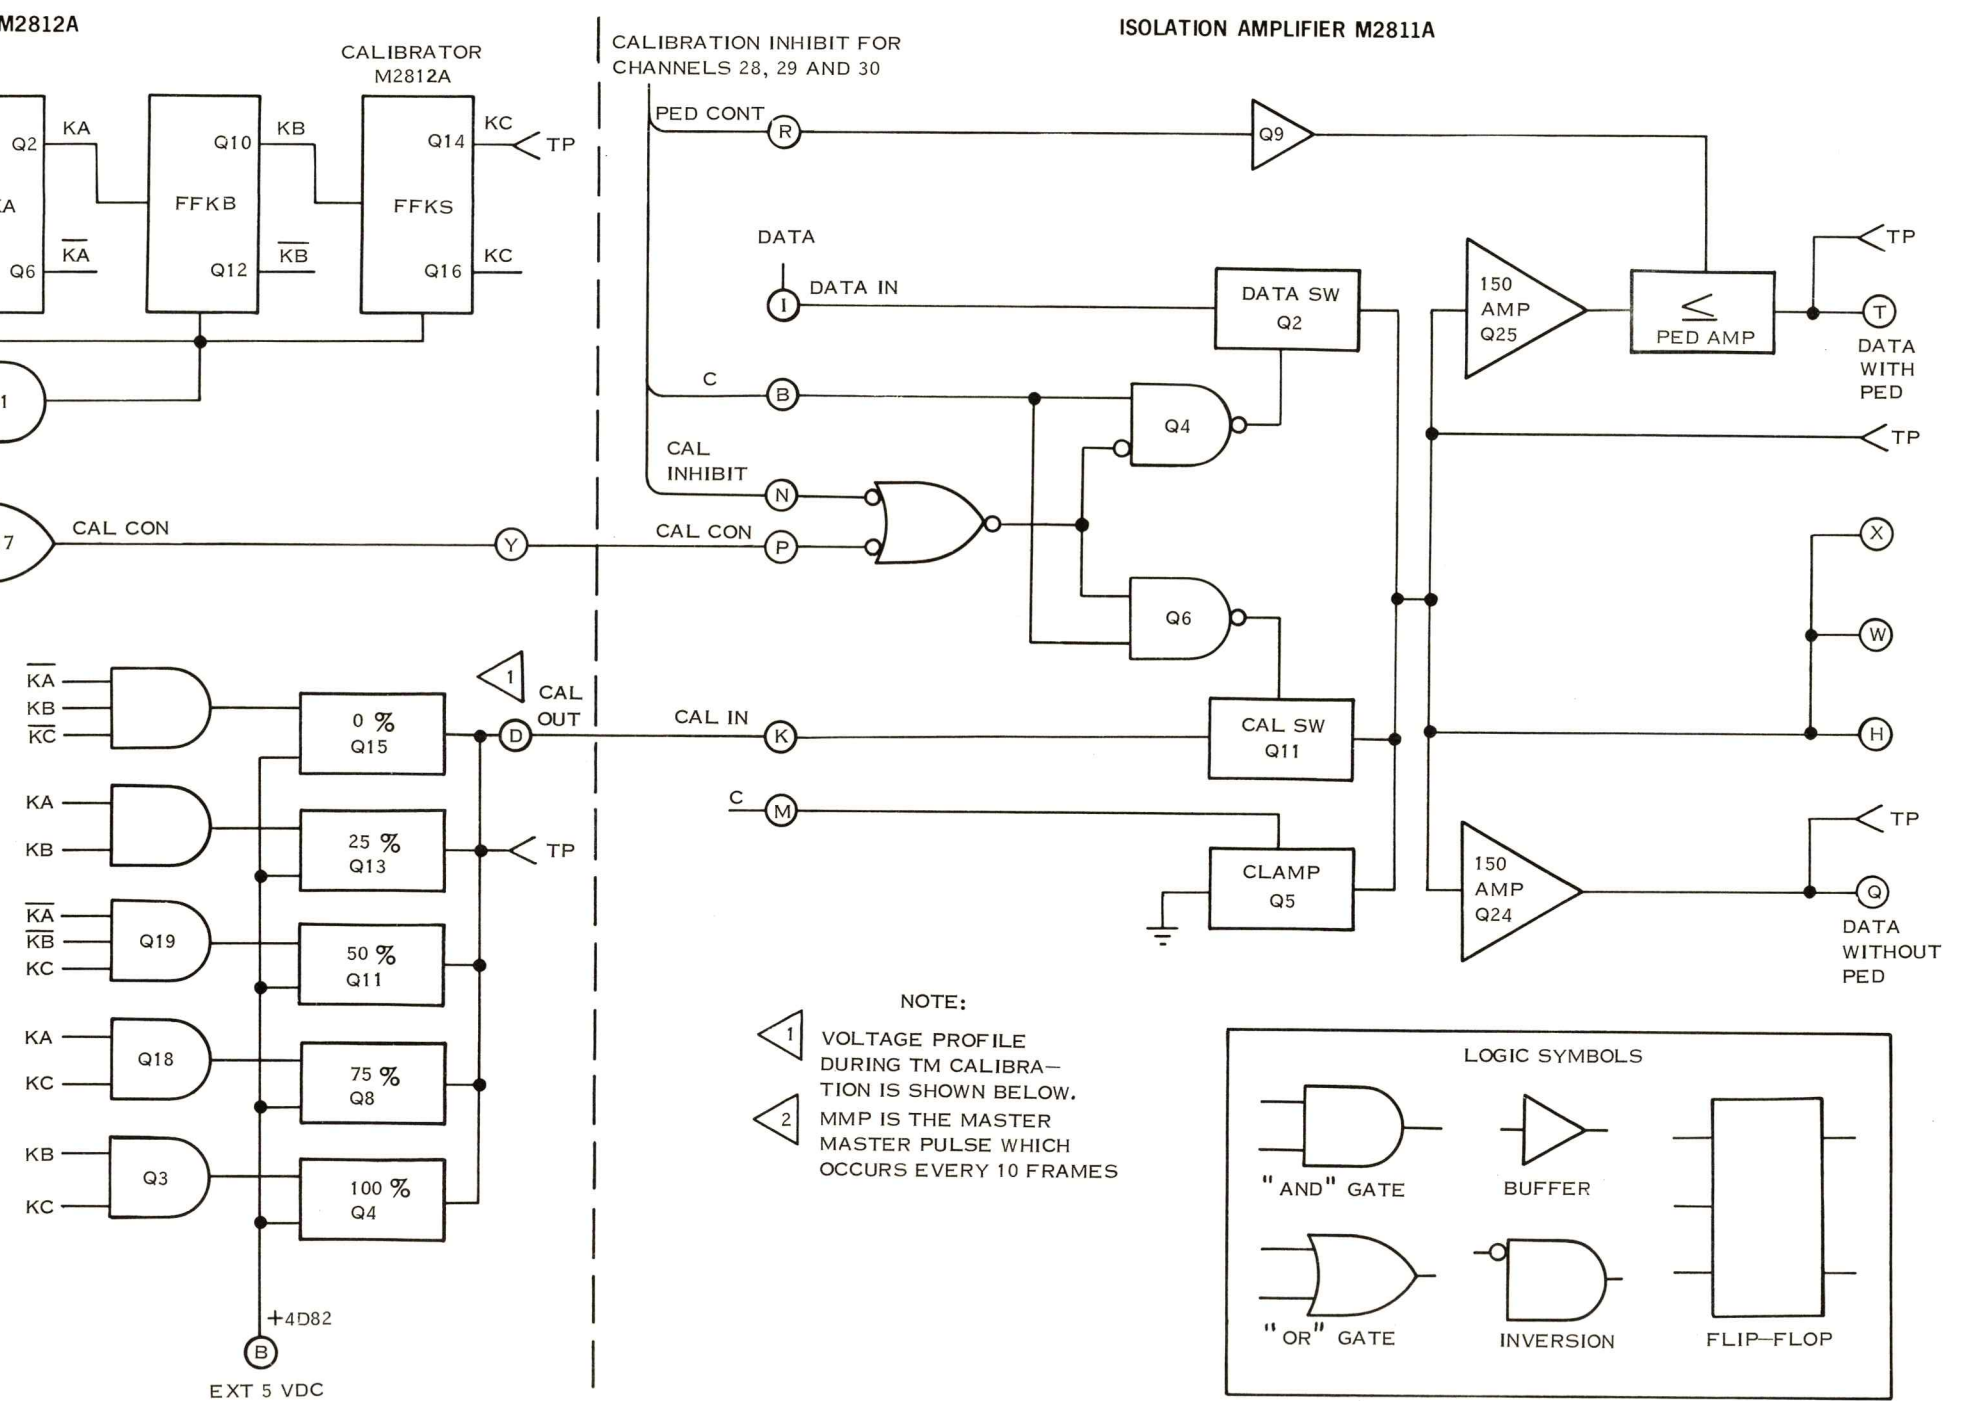 M2812A
ISOLATION AMPLIFIER M2811A
CALIBRATOR
M2812A
CALIBRATION INHIBIT FOR
CHANNELS 28, 29 AND 30
Q2
KA
Q10
KB
Q14
KC
TP
FFKB
FFKS
Q6
K̅A̅
Q12
K̅B̅
Q16
KC
PED CONT
R
Q9
DATA
I
DATA IN
DATA SW
Q2
150
AMP
Q25
≤
PED AMP
TP
T
DATA
WITH
PED
1
C
B
Q4
TP
CAL
INHIBIT
N
7
CAL CON
Y
CAL CON
P
X
Q6
W
K̅A̅
KB
K̅C̅
0 %
Q15
1
CAL
OUT
D
CAL IN
K
CAL SW
Q11
H
KA
KB
25 %
Q13
TP
C
M
CLAMP
Q5
150
AMP
Q24
TP
Q
DATA
WITHOUT
PED
K̅A̅
K̅B̅
KC
Q19
50 %
Q11
KA
KC
Q18
75 %
Q8
KB
KC
Q3
100 %
Q4
+4D82
B
EXT 5 VDC
NOTE:
1 VOLTAGE PROFILE
DURING TM CALIBRA–
TION IS SHOWN BELOW.
2 MMP IS THE MASTER
MASTER PULSE WHICH
OCCURS EVERY 10 FRAMES
LOGIC SYMBOLS
"AND" GATE
BUFFER
"OR" GATE
INVERSION
FLIP–FLOP